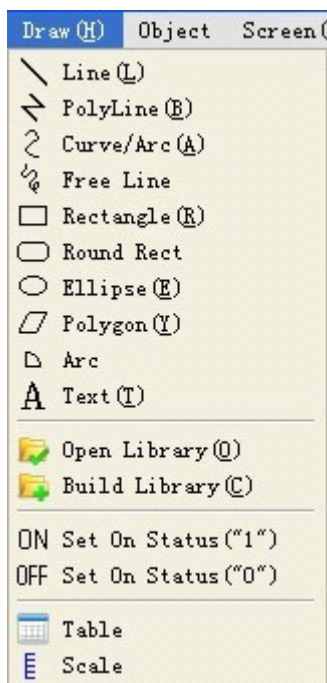 Draw(H) Object Screen(
Line(L)
PolyLine(B)
Curve/Arc(A)
Free Line
Rectangle(R)
Round Rect
Ellipse(E)
Polygon(Y)
Arc
A Text(T)
Open Library(O)
Build Library(C)
ON Set On Status("1")
OFF Set On Status("0")
Table
Scale